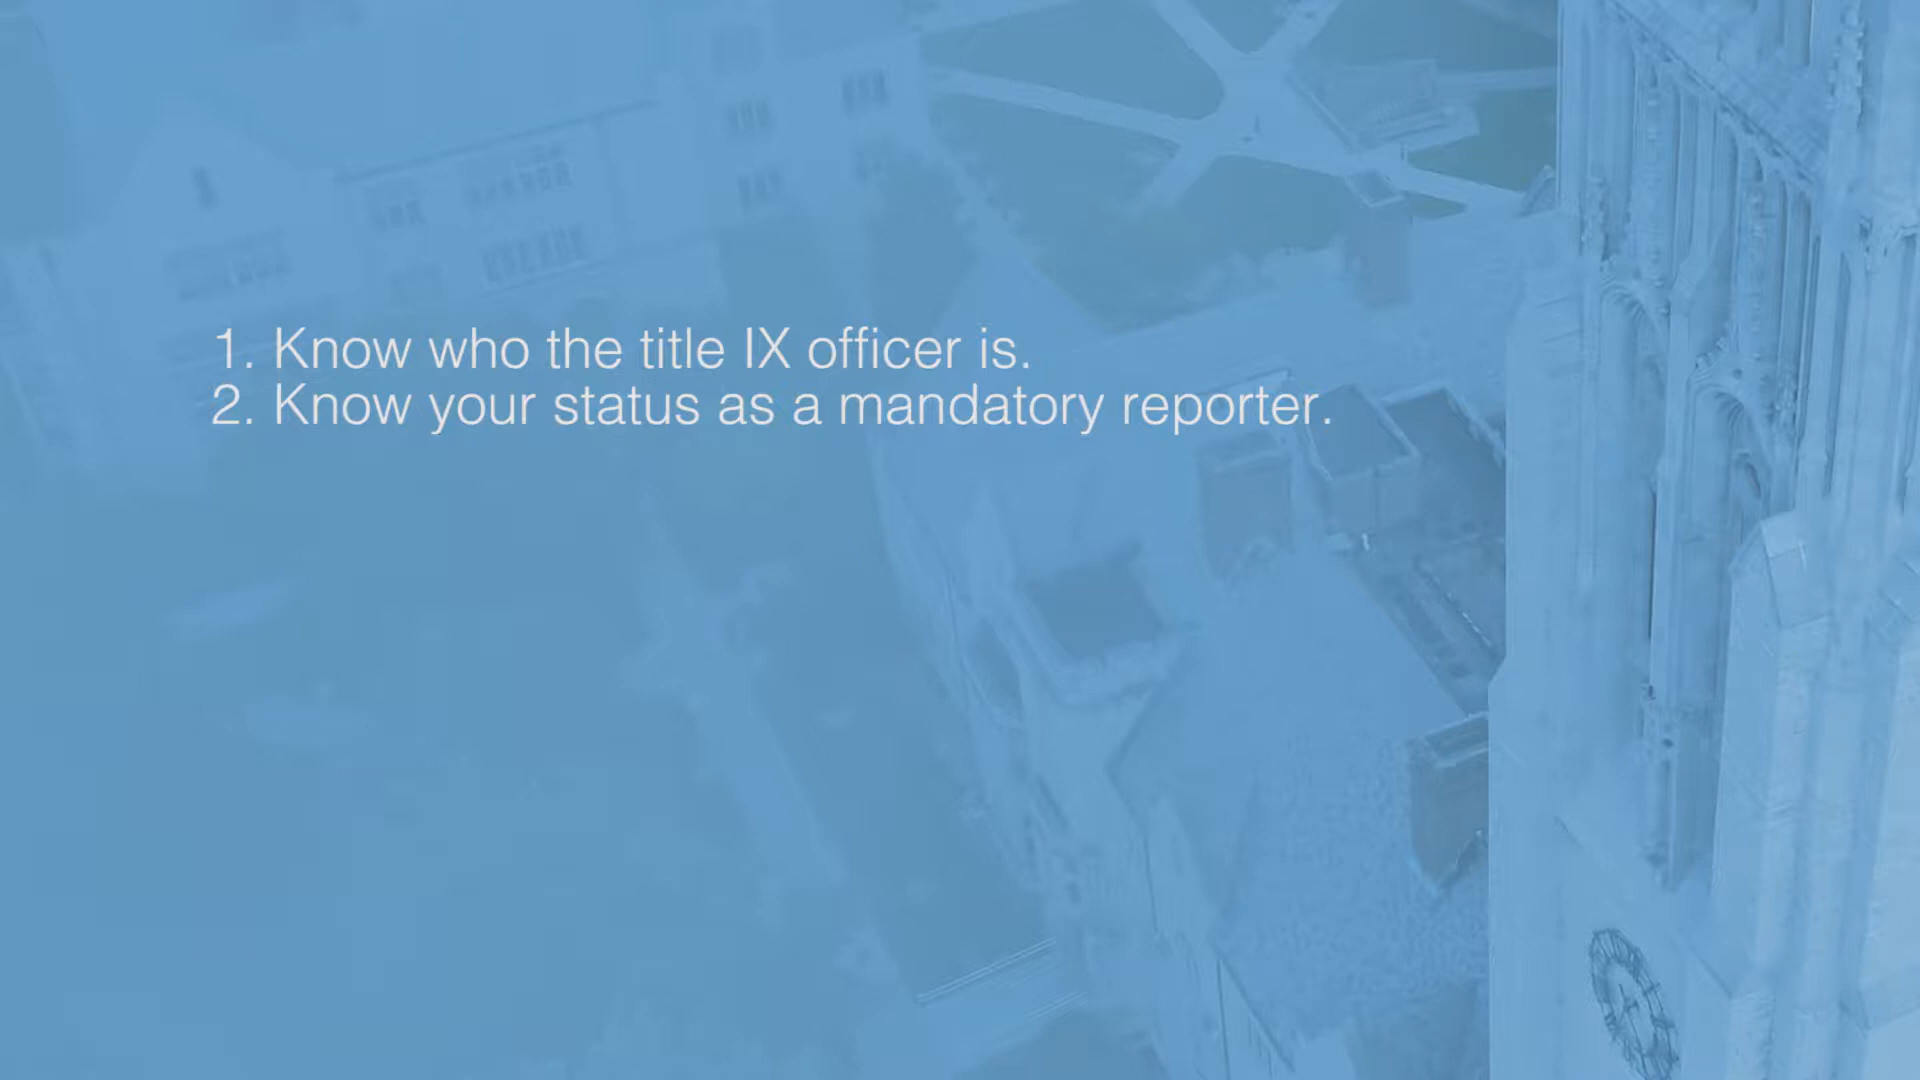 1. Know who the title IX officer is.
2. Know your status as a mandatory reporter.